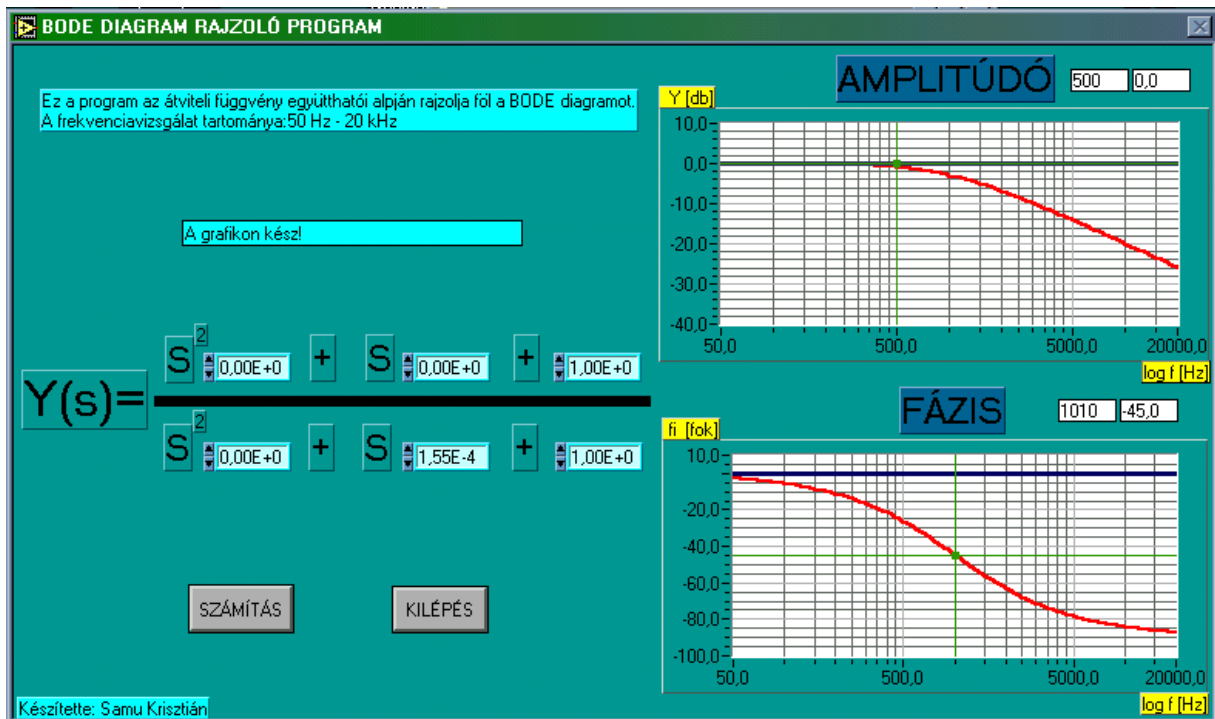 BODE DIAGRAM RAJZOLÓ PROGRAM
Ez a program az átviteli függvény együtthatói alpján rajzolja föl a BODE diagramot.
A frekvenciavizsgálat tartománya:50 Hz - 20 kHz
A grafikon kész!
Y(s)=
S 2 0,00E+0 + S 0,00E+0 + 1,00E+0
S 2 0,00E+0 + S 1,55E-4 + 1,00E+0
SZÁMÍTÁS KILÉPÉS
Készítette: Samu Krisztián
AMPLITÚDÓ 500 0,0
Y [db]
10,0
0,0
-10,0
-20,0
-30,0
-40,0
50,0 500,0 5000,0 20000,0
log f [Hz]
FÁZIS 1010 -45,0
fi [fok]
10,0
-20,0
-40,0
-60,0
-80,0
-100,0
50,0 500,0 5000,0 20000,0
log f [Hz]